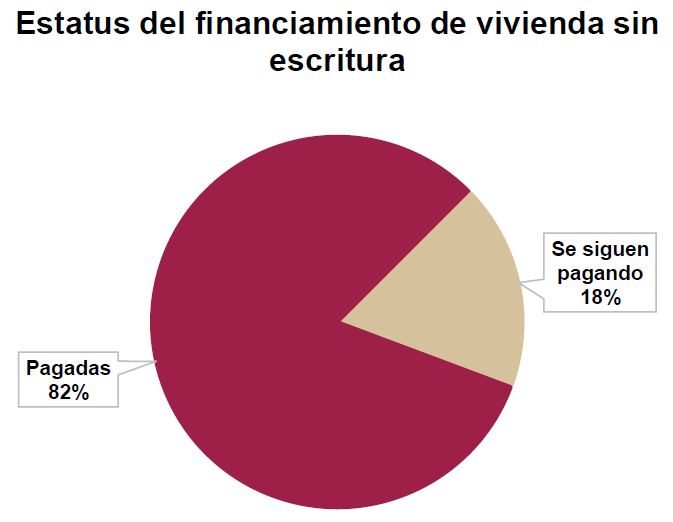 Estatus del financiamiento de vivienda sin
escritura
Se siguen
pagando
18%
Pagadas
82%